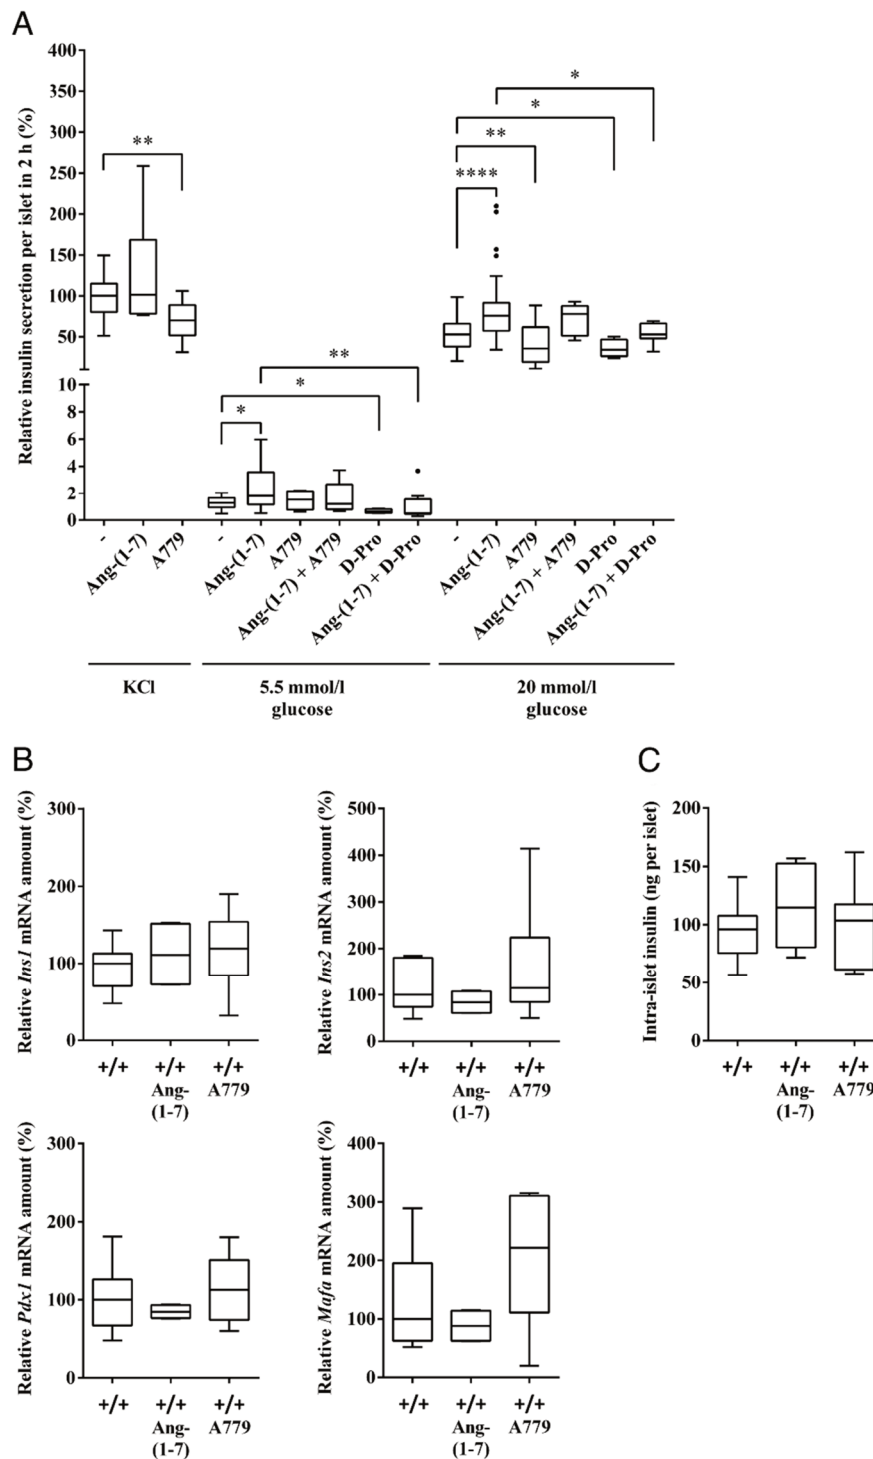 A
Relative insulin secretion per islet in 2 h (%)
400
350
300
250
200
150
100
50
10
8
6
4
2
0
**
*
*
**
****
**
*
*
-
Ang-(1-7)
A779
-
Ang-(1-7)
A779
Ang-(1-7) + A779
D-Pro
Ang-(1-7) + D-Pro
-
Ang-(1-7)
A779
Ang-(1-7) + A779
D-Pro
Ang-(1-7) + D-Pro
KCl
5.5 mmol/l
glucose
20 mmol/l
glucose
B
Relative Ins1 mRNA amount (%)
300
200
100
0
+/+
+/+
Ang-
(1-7)
+/+
A779
Relative Ins2 mRNA amount (%)
500
400
300
200
100
0
+/+
+/+
Ang-
(1-7)
+/+
A779
C
Intra-islet insulin (ng per islet)
200
150
100
50
0
+/+
+/+
Ang-
(1-7)
+/+
A779
Relative Pdx1 mRNA amount (%)
300
200
100
0
+/+
+/+
Ang-
(1-7)
+/+
A779
Relative Mafa mRNA amount (%)
400
300
200
100
0
+/+
+/+
Ang-
(1-7)
+/+
A779